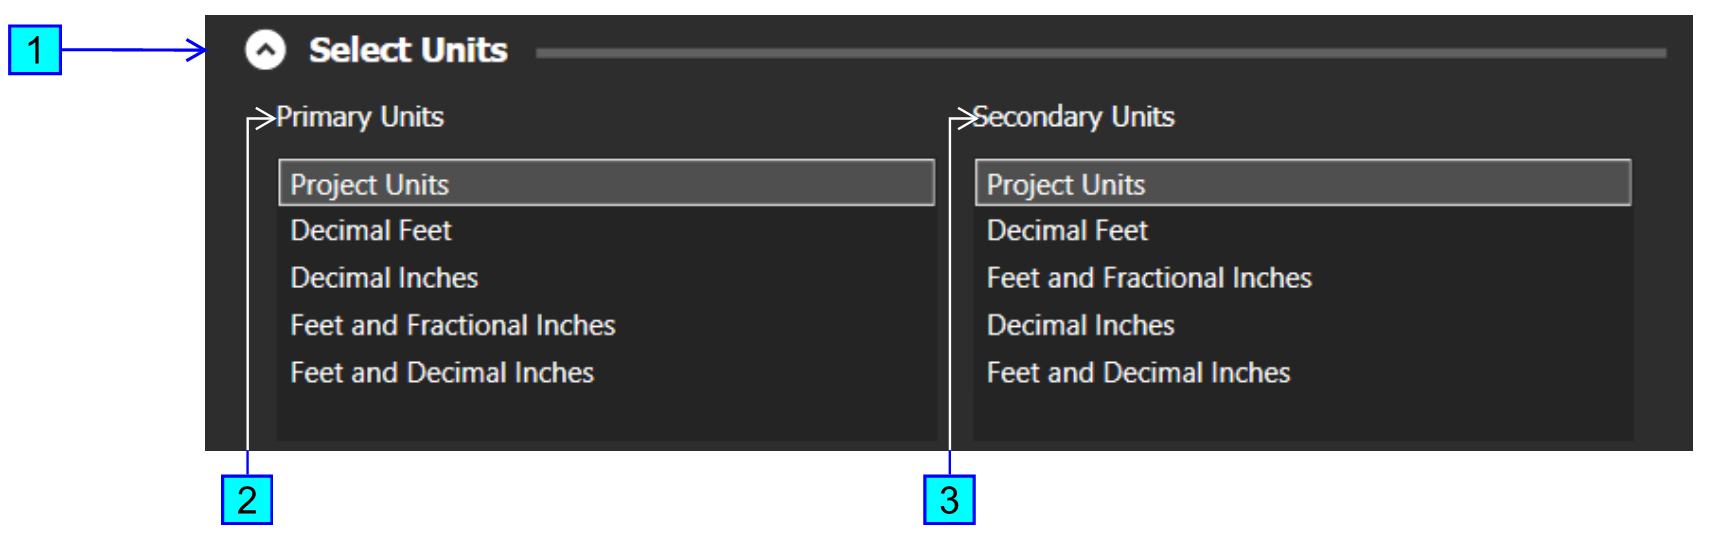 1
Select Units
Primary Units
Project Units
Decimal Feet
Decimal Inches
Feet and Fractional Inches
Feet and Decimal Inches
Secondary Units
Project Units
Decimal Feet
Feet and Fractional Inches
Decimal Inches
Feet and Decimal Inches
2
3